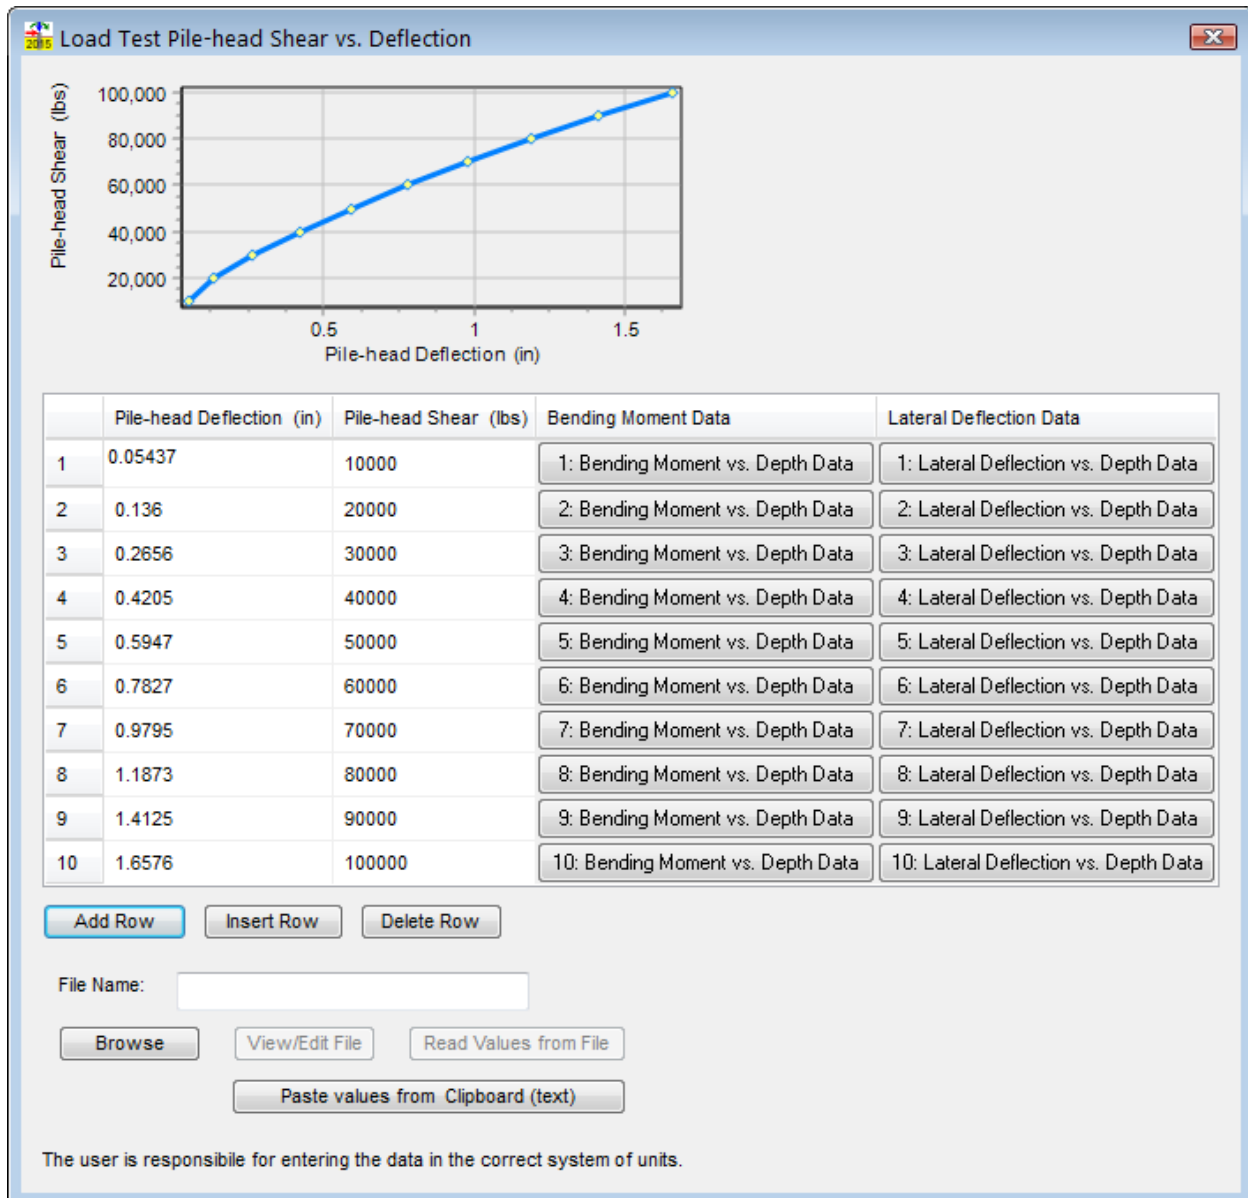 2015 Load Test Pile-head Shear vs. Deflection
Pile-head Shear (lbs)
100,000
80,000
60,000
40,000
20,000
0.5 1 1.5
Pile-head Deflection (in)
Pile-head Deflection (in) Pile-head Shear (lbs) Bending Moment Data Lateral Deflection Data
1 0.05437 10000 1: Bending Moment vs. Depth Data 1: Lateral Deflection vs. Depth Data
2 0.136 20000 2: Bending Moment vs. Depth Data 2: Lateral Deflection vs. Depth Data
3 0.2656 30000 3: Bending Moment vs. Depth Data 3: Lateral Deflection vs. Depth Data
4 0.4205 40000 4: Bending Moment vs. Depth Data 4: Lateral Deflection vs. Depth Data
5 0.5947 50000 5: Bending Moment vs. Depth Data 5: Lateral Deflection vs. Depth Data
6 0.7827 60000 6: Bending Moment vs. Depth Data 6: Lateral Deflection vs. Depth Data
7 0.9795 70000 7: Bending Moment vs. Depth Data 7: Lateral Deflection vs. Depth Data
8 1.1873 80000 8: Bending Moment vs. Depth Data 8: Lateral Deflection vs. Depth Data
9 1.4125 90000 9: Bending Moment vs. Depth Data 9: Lateral Deflection vs. Depth Data
10 1.6576 100000 10: Bending Moment vs. Depth Data 10: Lateral Deflection vs. Depth Data
Add Row Insert Row Delete Row
File Name:
Browse View/Edit File Read Values from File
Paste values from Clipboard (text)
The user is responsibile for entering the data in the correct system of units.